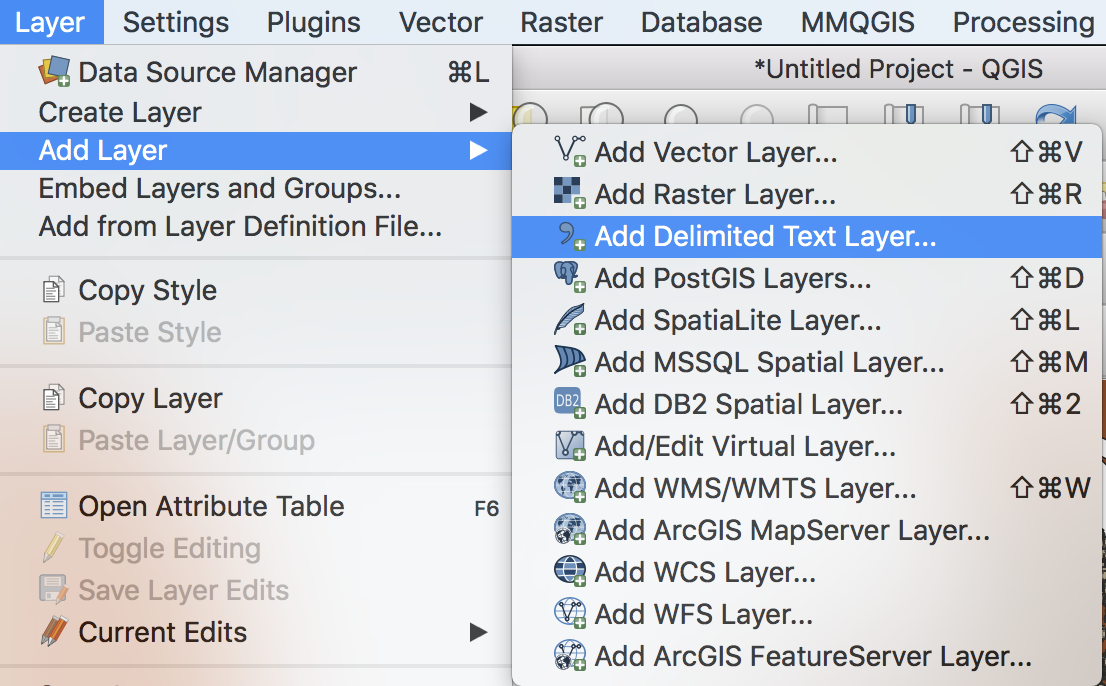 Layer Settings Plugins Vector Raster Database MMQGIS Processing
*Untitled Project - QGIS
Data Source Manager ⌘L
Create Layer ▶
Add Layer ▶
Embed Layers and Groups...
Add from Layer Definition File...
Copy Style
Paste Style
Copy Layer
Paste Layer/Group
Open Attribute Table F6
Toggle Editing
Save Layer Edits
Current Edits ▶
Add Vector Layer... ⇧⌘V
Add Raster Layer... ⇧⌘R
Add Delimited Text Layer...
Add PostGIS Layers... ⇧⌘D
Add SpatiaLite Layer... ⇧⌘L
Add MSSQL Spatial Layer... ⇧⌘M
DB2 Add DB2 Spatial Layer... ⇧⌘2
Add/Edit Virtual Layer...
Add WMS/WMTS Layer... ⇧⌘W
Add ArcGIS MapServer Layer...
Add WCS Layer...
Add WFS Layer...
Add ArcGIS FeatureServer Layer...